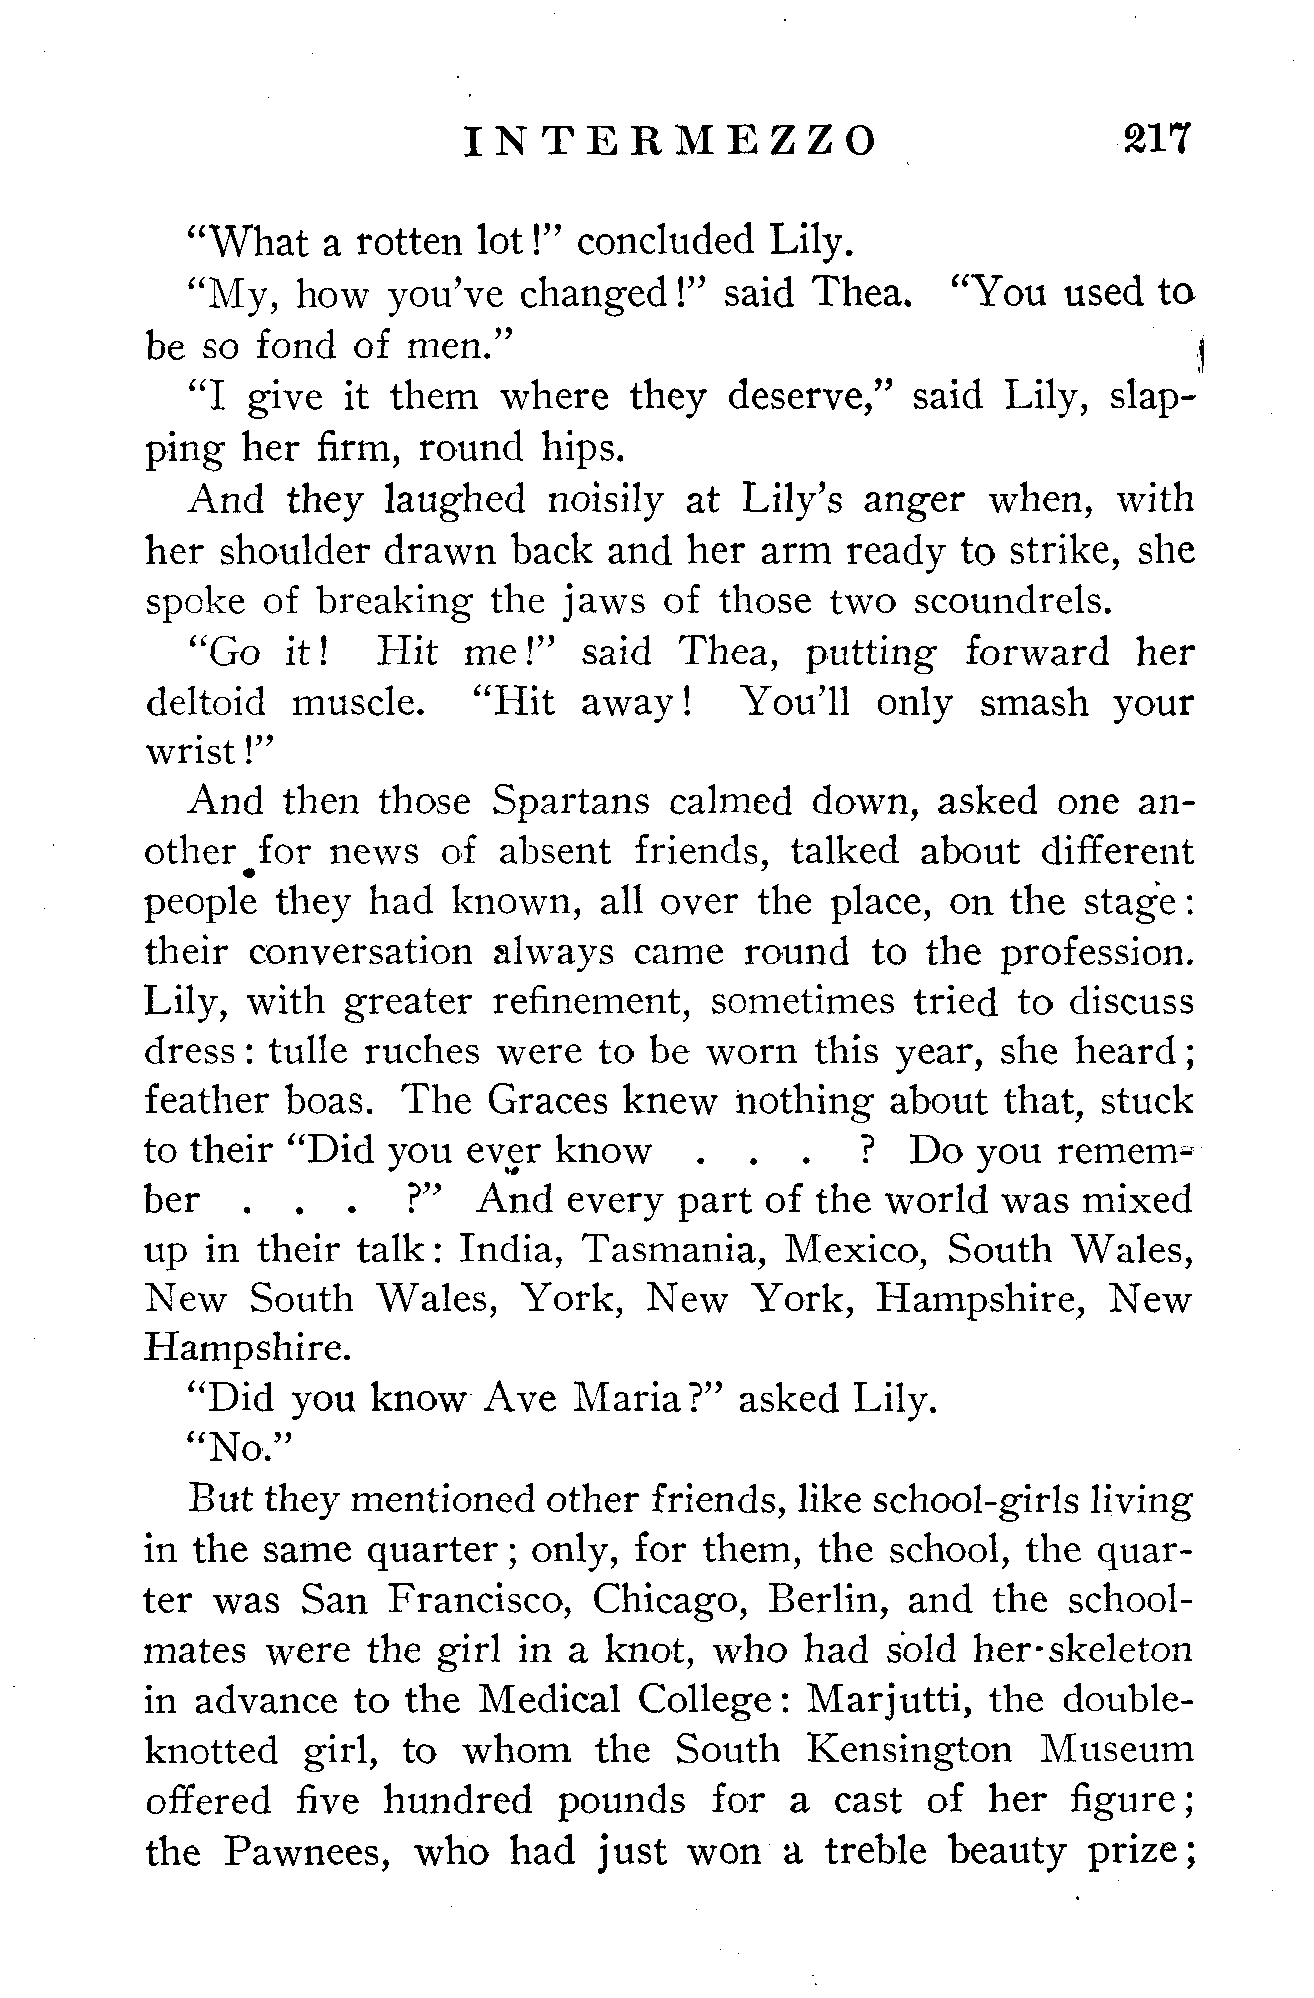 INTERMEZZO 217
“What a rotten lot!” concluded Lily.
“My, how you’ve changed!” said Thea. “You used to
be so fond of men.”
“I give it them where they deserve,” said Lily, slap-
ping her firm, round hips.
And they laughed noisily at Lily’s anger when, with
her shoulder drawn back and her arm ready to strike, she
spoke of breaking the jaws of those two scoundrels.
“Go it! Hit me!” said Thea, putting forward her
deltoid muscle. “Hit away! You’ll only smash your
wrist!”
And then those Spartans calmed down, asked one an-
other for news of absent friends, talked about different
people they had known, all over the place, on the stage:
their conversation always came round to the profession.
Lily, with greater refinement, sometimes tried to discuss
dress: tulle ruches were to be worn this year, she heard;
feather boas. The Graces knew nothing about that, stuck
to their “Did you ever know . . . ? Do you remem-
ber . . . ?” And every part of the world was mixed
up in their talk: India, Tasmania, Mexico, South Wales,
New South Wales, York, New York, Hampshire, New
Hampshire.
“Did you know Ave Maria?” asked Lily.
“No.”
But they mentioned other friends, like school-girls living
in the same quarter; only, for them, the school, the quar-
ter was San Francisco, Chicago, Berlin, and the school-
mates were the girl in a knot, who had sold her skeleton
in advance to the Medical College: Marjutti, the double-
knotted girl, to whom the South Kensington Museum
offered five hundred pounds for a cast of her figure;
the Pawnees, who had just won a treble beauty prize;